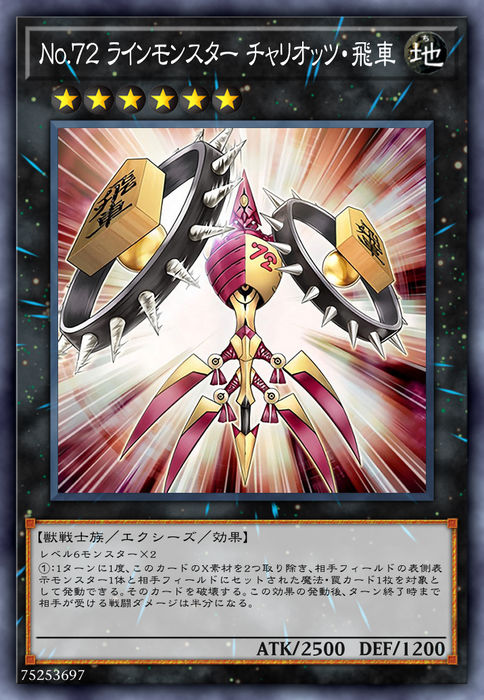 No.72 ラインモンスター チャリオッツ・飛車
地
ち
飛車
飛車
72
【獣戦士族／エクシーズ／効果】
レベル6モンスター×2
①：1ターンに1度、このカードのX素材を2つ取り除き、相手フィールドの表側表
示モンスター1体と相手フィールドにセットされた魔法・罠カード1枚を対象と
して発動できる。そのカードを破壊する。この効果の発動後、ターン終了時まで
相手が受ける戦闘ダメージは半分になる。
ATK/2500 DEF/1200
75253697